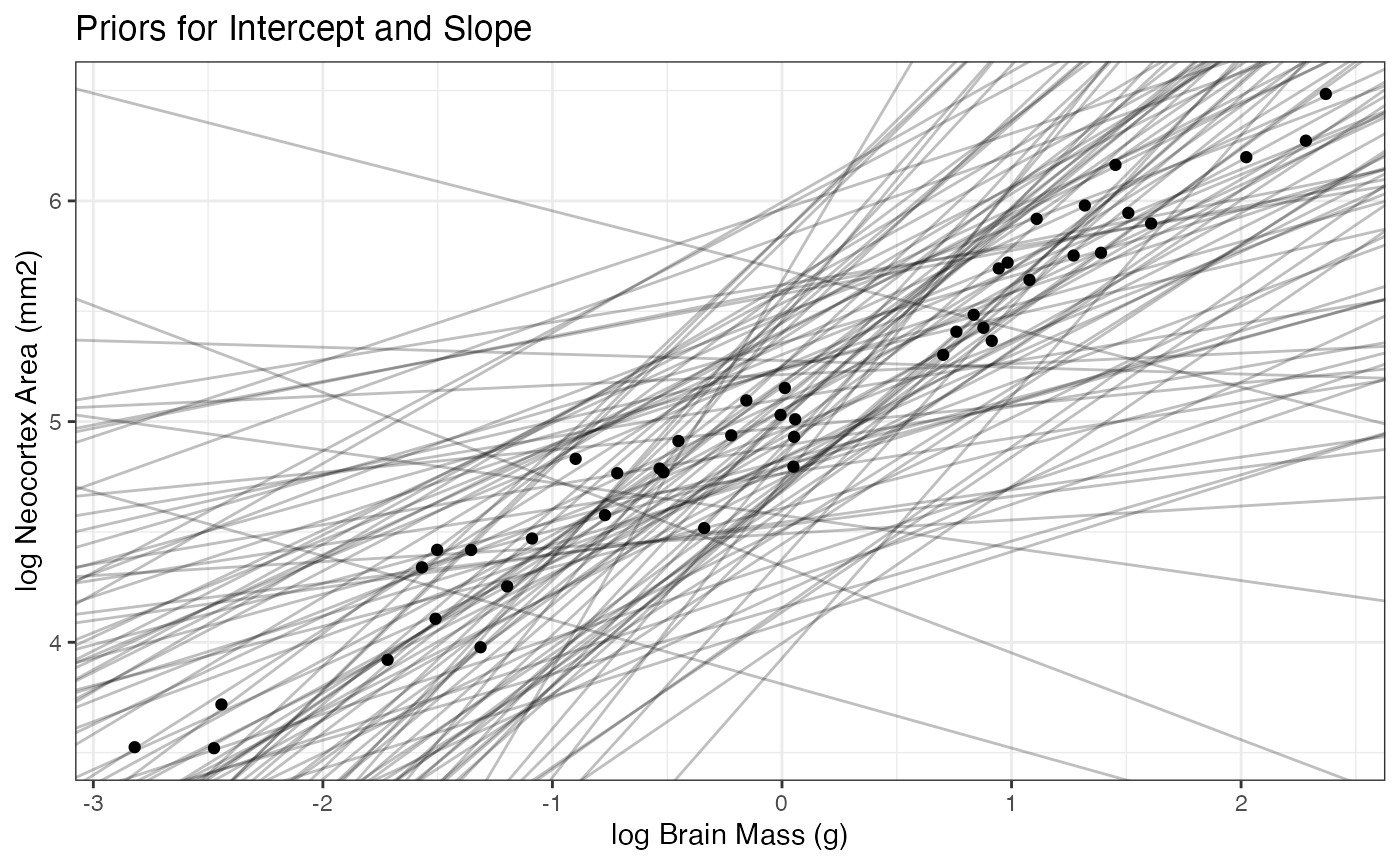 Priors for Intercept and Slope
log Neocortex Area (mm2)
6
5
4
-3 -2 -1 0 1 2
log Brain Mass (g)